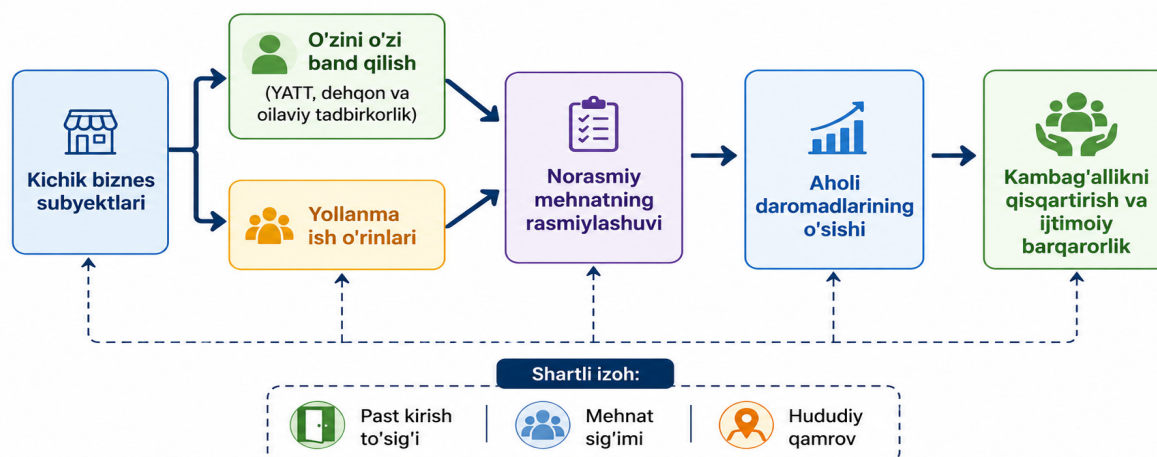 Kichik biznes
subyektlari
O'zini o'zi
band qilish
(YATT, dehqon va
oilaviy tadbirkorlik)
Yollanma
ish o'rinlari
Norasmiy
mehnatning
rasmiylashuvi
Aholi
daromadlarining
o'sishi
Kambag'allikni
qisqartirish va
ijtimoiy
barqarorlik
Shartli izoh:
Past kirish
to'sig'i
Mehnat
sig'imi
Hududiy
qamrov